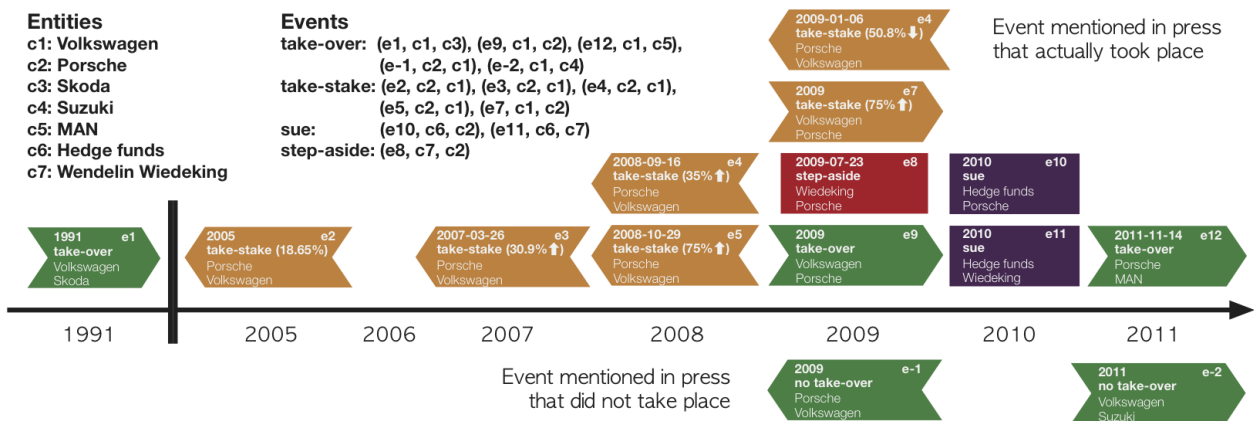 Entities
c1: Volkswagen
c2: Porsche
c3: Skoda
c4: Suzuki
c5: MAN
c6: Hedge funds
c7: Wendelin Wiedeking
Events
take-over: (e1, c1, c3), (e9, c1, c2), (e12, c1, c5),
(e-1, c2, c1), (e-2, c1, c4)
take-stake: (e2, c2, c1), (e3, c2, c1), (e4, c2, c1),
(e5, c2, c1), (e7, c1, c2)
sue: (e10, c6, c2), (e11, c6, c7)
step-aside: (e8, c7, c2)
2009-01-06 e4
take-stake (50.8%⬇)
Porsche
Volkswagen
Event mentioned in press
that actually took place
2009 e7
take-stake (75%⬆)
Volkswagen
Porsche
2008-09-16 e4
take-stake (35%⬆)
Porsche
Volkswagen
2009-07-23 e8
step-aside
Wiedeking
Porsche
2010 e10
sue
Hedge funds
Porsche
1991 e1
take-over
Volkswagen
Skoda
2005 e2
take-stake (18.65%)
Porsche
Volkswagen
2007-03-26 e3
take-stake (30.9%⬆)
Porsche
Volkswagen
2008-10-29 e5
take-stake (75%⬆)
Porsche
Volkswagen
2009 e9
take-over
Volkswagen
Porsche
2010 e11
sue
Hedge funds
Wiedeking
2011-11-14 e12
take-over
Porsche
MAN
1991 2005 2006 2007 2008 2009 2010 2011
Event mentioned in press
that did not take place
2009 e-1
no take-over
Porsche
Volkswagen
2011 e-2
no take-over
Volkswagen
Suzuki